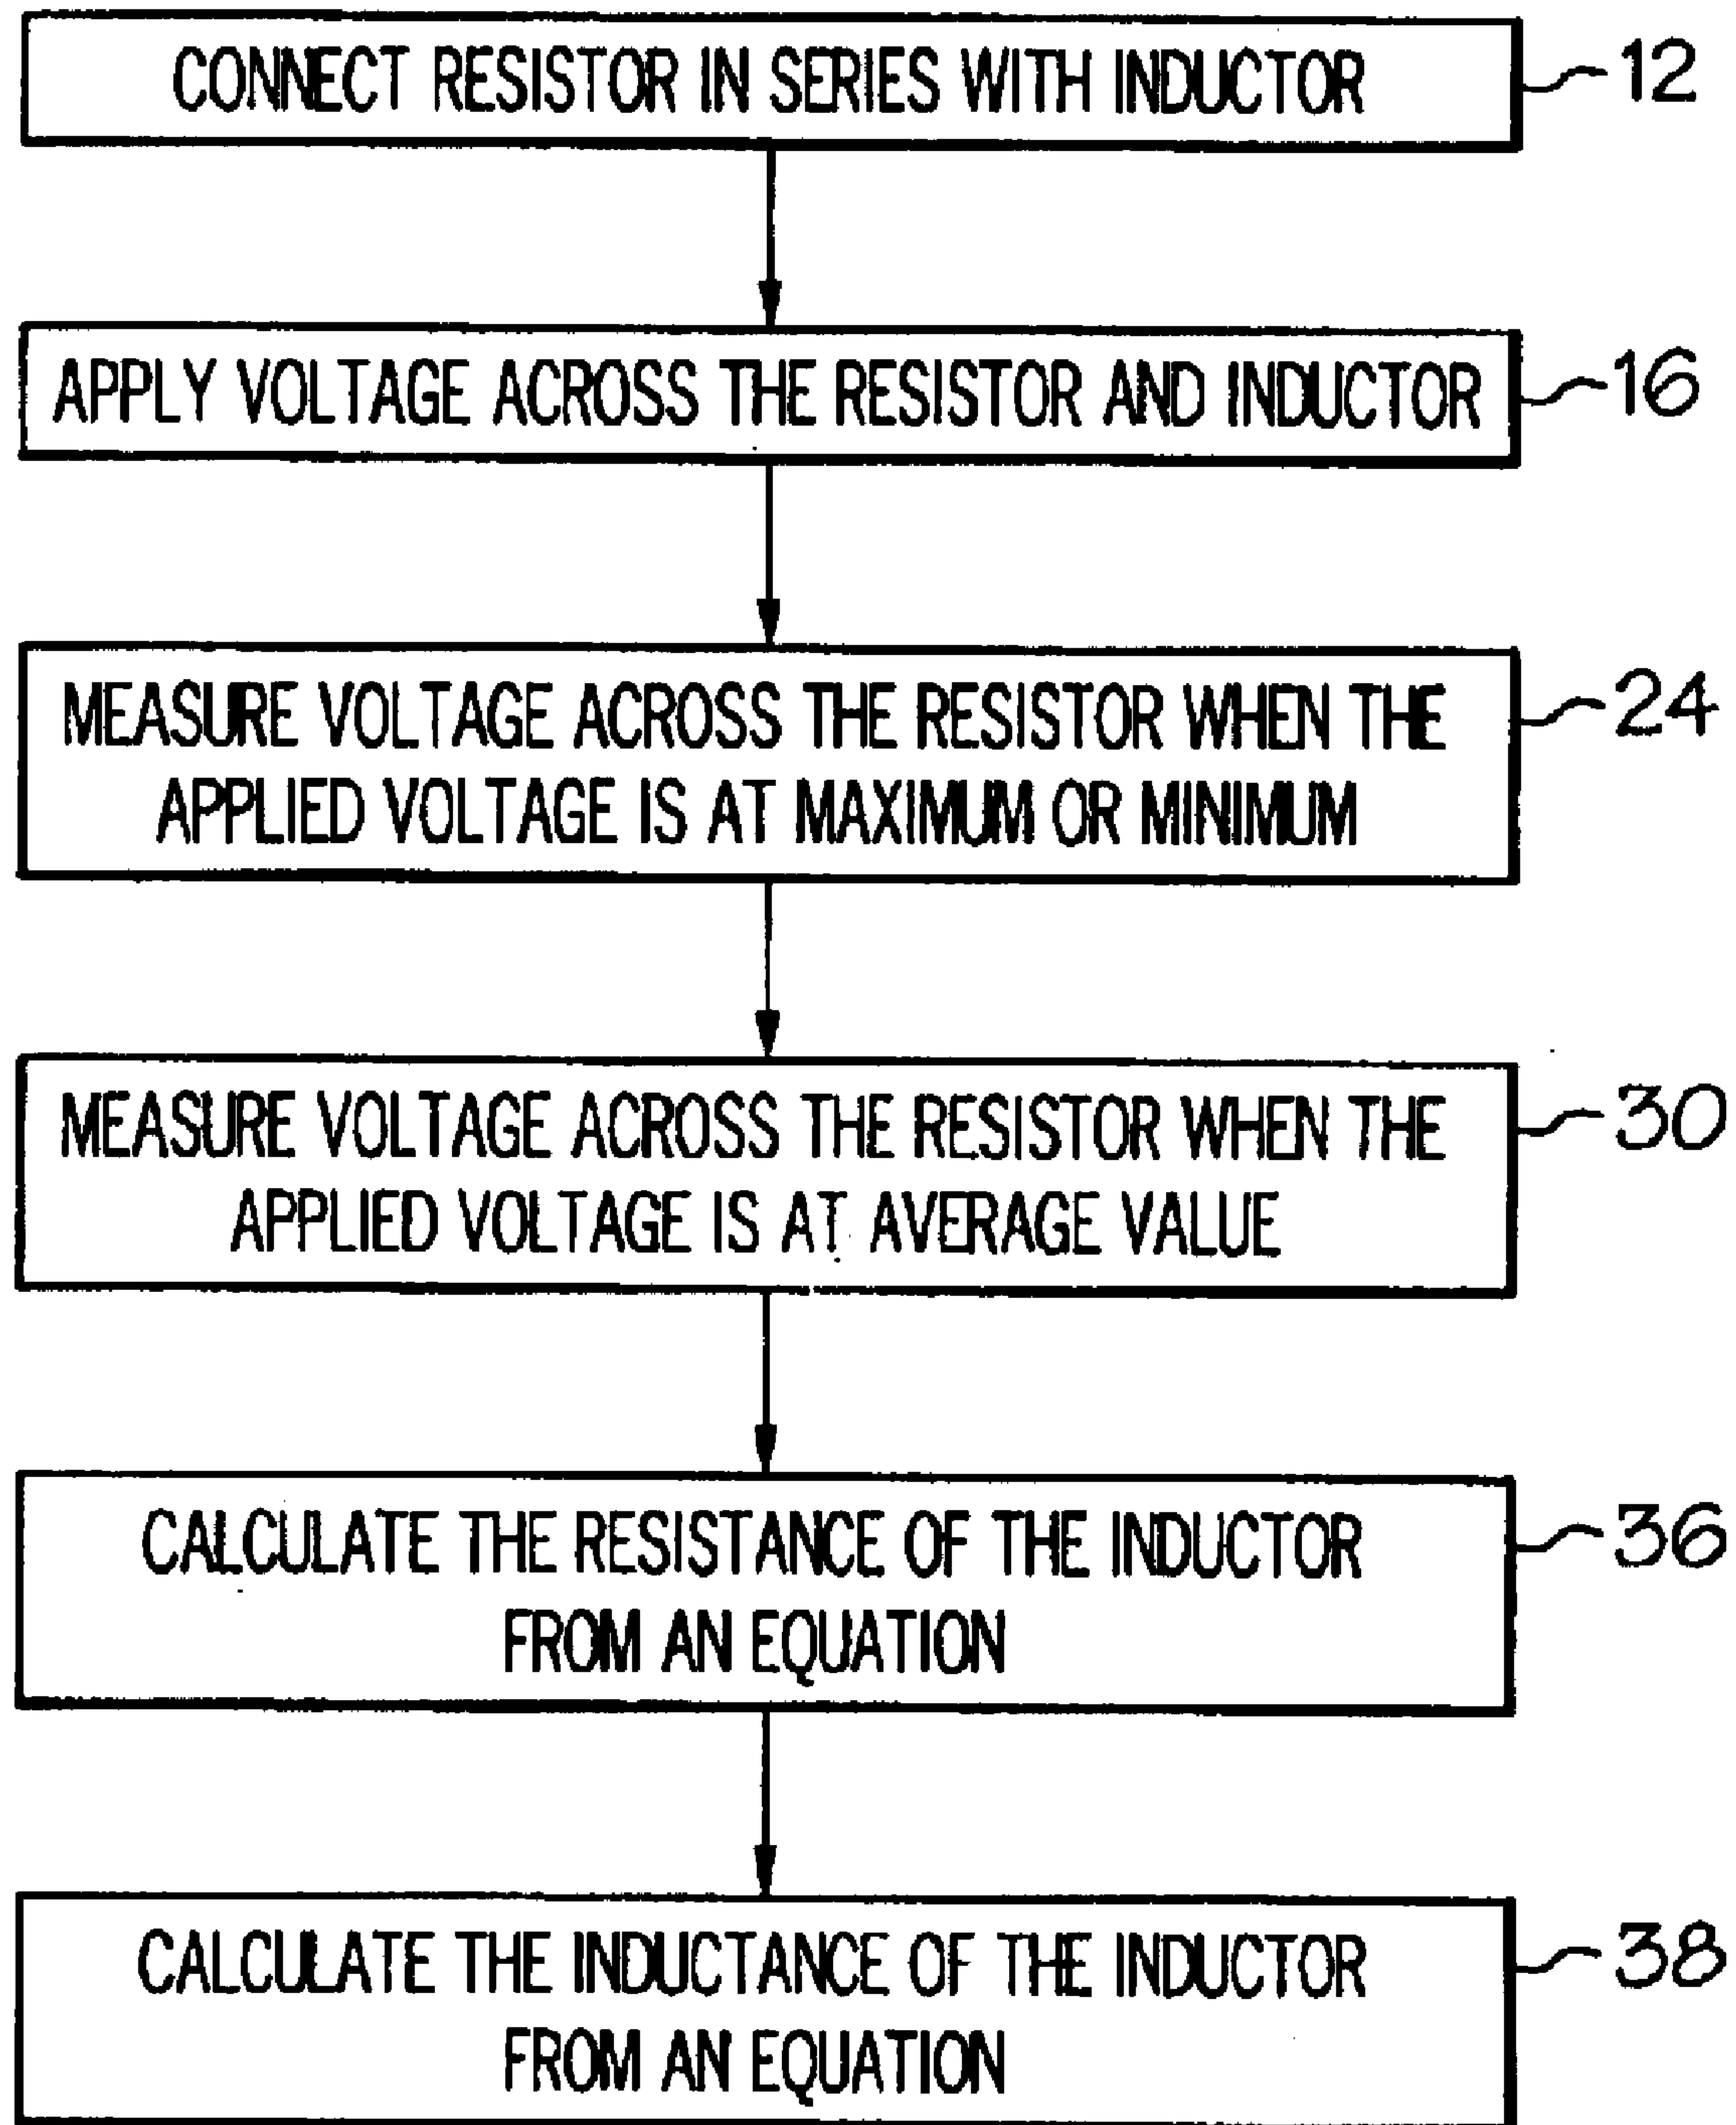 CONNECT RESISTOR IN SERIES WITH INDUCTOR 12
APPLY VOLTAGE ACROSS THE RESISTOR AND INDUCTOR 16
MEASURE VOLTAGE ACROSS THE RESISTOR WHEN THE 24
APPLIED VOLTAGE IS AT MAXIMUM OR MINIMUM
MEASURE VOLTAGE ACROSS THE RESISTOR WHEN THE 30
APPLIED VOLTAGE IS AT AVERAGE VALUE
CALCULATE THE RESISTANCE OF THE INDUCTOR 36
FROM AN EQUATION
CALCULATE THE INDUCTANCE OF THE INDUCTOR 38
FROM AN EQUATION